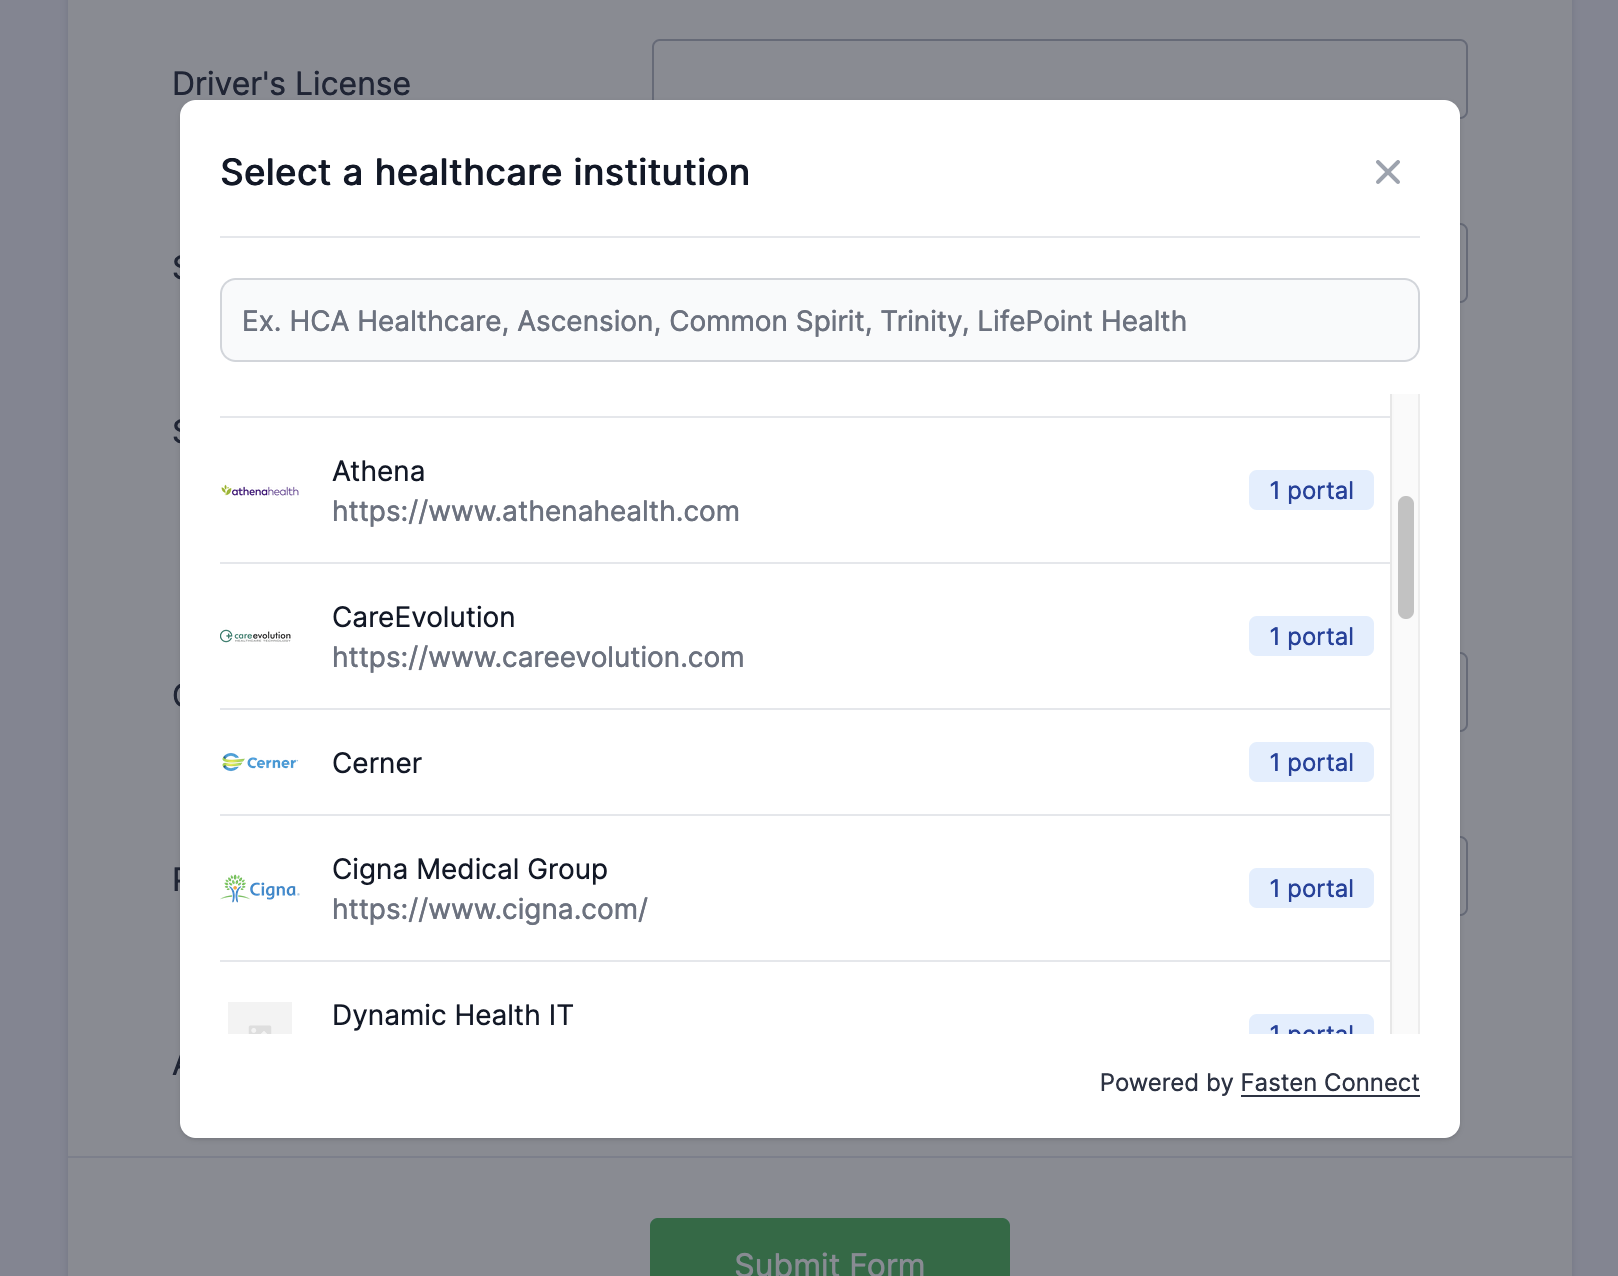 Driver's License
Select a healthcare institution
Ex. HCA Healthcare, Ascension, Common Spirit, Trinity, LifePoint Health
athenahealth
Athena
https://www.athenahealth.com
1 portal
careevolution
CareEvolution
https://www.careevolution.com
1 portal
Cerner
Cerner
1 portal
Cigna.
Cigna Medical Group
https://www.cigna.com/
1 portal
Dynamic Health IT
1 portal
Powered by Fasten Connect
Submit Form